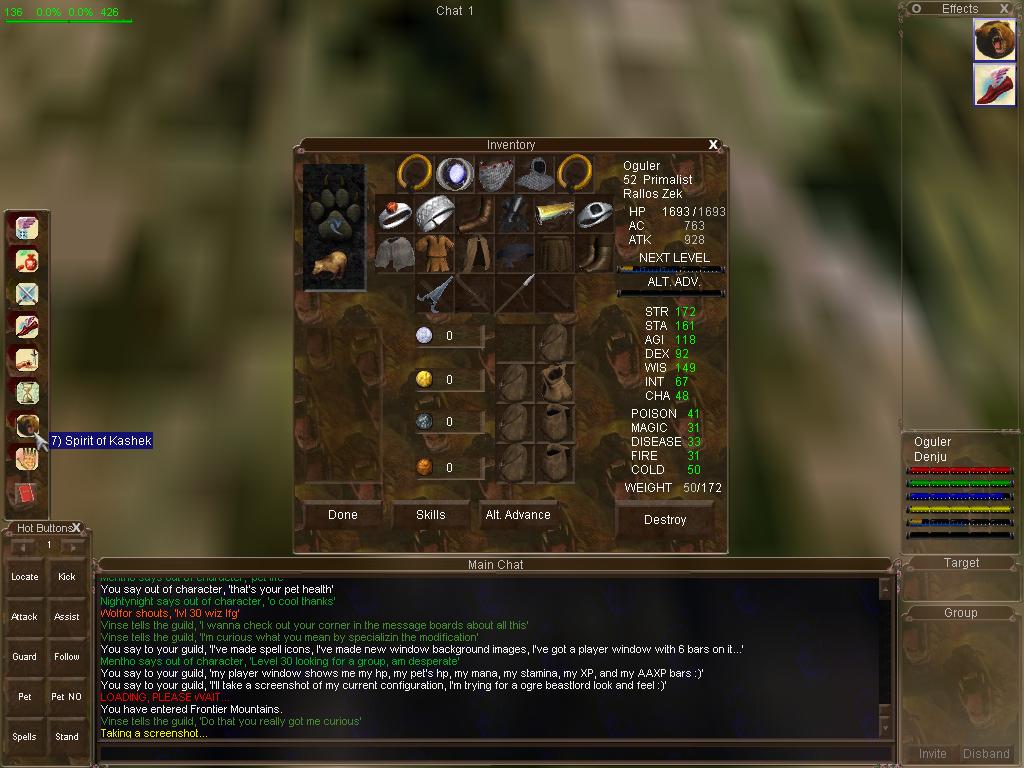 136 0.0% 0.0% 426
Chat 1
O Effects X
Inventory X
Oguler
52 Primalist
Rallos Zek
HP 1693/1693
AC 763
ATK 928
NEXT LEVEL
ALT. ADV.
STR 172
STA 161
AGI 118
DEX 92
WIS 149
INT 67
CHA 48
POISON 41
MAGIC 31
DISEASE 33
FIRE 31
COLD 50
WEIGHT 50/172
0
0
0
0
Done
Skills
Alt. Advance
Destroy
7) Spirit of Kashek
Oguler
Denju
Hot Buttons X
1
Locate Kick
Attack Assist
Guard Follow
Pet Pet NO
Spells Stand
Main Chat
Mentho says out of character, 'pet life'
You say out of character, 'that's your pet health'
Nightynight says out of character, 'o cool thanks'
Wolfor shouts, 'lvl 30 wiz lfg'
Vinse tells the guild, 'I wanna check out your corner in the message boards about all this'
Vinse tells the guild, 'I'm curious what you mean by specializin the modification'
You say to your guild, 'I've made spell icons, I've made new window background images, I've got a player window with 6 bars on it...'
Mentho says out of character, 'Level 30 looking for a group, am desperate'
You say to your guild, 'my player window shows me my hp, my pet's hp, my mana, my stamina, my XP, and my AAXP bars :)'
You say to your guild, 'I'll take a screenshot of my current configuration, I'm trying for a ogre beastlord look and feel :)'
LOADING, PLEASE WAIT...
You have entered Frontier Mountains.
Vinse tells the guild, 'Do that you really got me curious'
Taking a screenshot...
Target
Group
Invite Disband